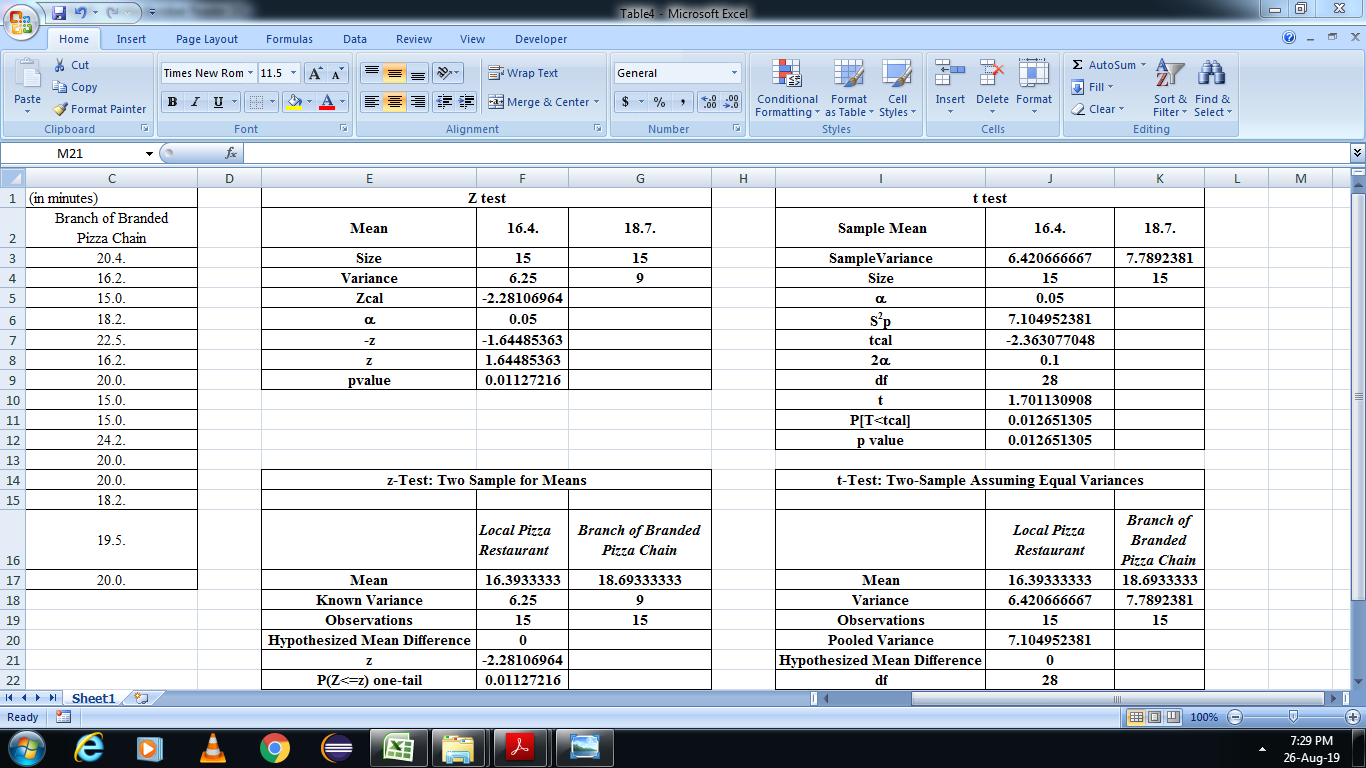 Table4 - Microsoft Excel
Home Insert Page Layout Formulas Data Review View Developer
Paste
Cut
Copy
Format Painter
Clipboard
Times New Rom 11.5
B I U
Font
Wrap Text
Merge & Center
Alignment
General
$ % ,
Number
Conditional Formatting
Format as Table
Cell Styles
Styles
Insert Delete Format
Cells
Σ AutoSum
Fill
Clear
Sort & Filter
Find & Select
Editing
M21 fx
C D E F G H I J K L M
1 (in minutes) Z test t test
2 Branch of Branded Pizza Chain Mean 16.4. 18.7. Sample Mean 16.4. 18.7.
3 20.4. Size 15 15 SampleVariance 6.420666667 7.7892381
4 16.2. Variance 6.25 9 Size 15 15
5 15.0. Zcal -2.28106964 α 0.05
6 18.2. α 0.05 S²p 7.104952381
7 22.5. -z -1.64485363 tcal -2.363077048
8 16.2. z 1.64485363 2α 0.1
9 20.0. pvalue 0.01127216 df 28
10 15.0. t 1.701130908
11 15.0. P[T<tcal] 0.012651305
12 24.2. p value 0.012651305
13 20.0.
14 20.0. z-Test: Two Sample for Means t-Test: Two-Sample Assuming Equal Variances
15 18.2.
16 19.5. Local Pizza Restaurant Branch of Branded Pizza Chain Local Pizza Restaurant Branch of Branded Pizza Chain
17 20.0. Mean 16.3933333 18.69333333 Mean 16.39333333 18.6933333
18 Known Variance 6.25 9 Variance 6.420666667 7.7892381
19 Observations 15 15 Observations 15 15
20 Hypothesized Mean Difference 0 Pooled Variance 7.104952381
21 z -2.28106964 Hypothesized Mean Difference 0
22 P(Z<=z) one-tail 0.01127216 df 28
Sheet1
Ready 100%
7:29 PM
26-Aug-19